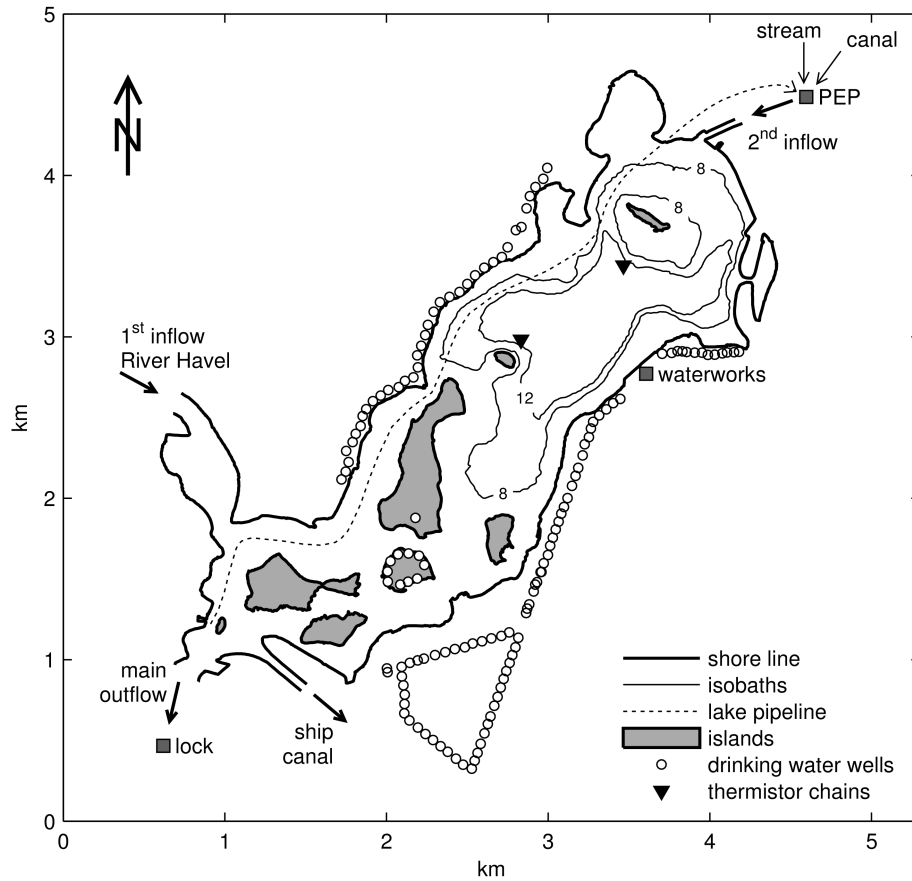 5
stream
canal
PEP
2nd inflow
N
8
8
4
3
1st inflow
River Havel
waterworks
12
km
8
2
1
main
outflow
lock
ship
canal
shore line
isobaths
lake pipeline
islands
drinking water wells
thermistor chains
0
0
1
2
3
4
5
km